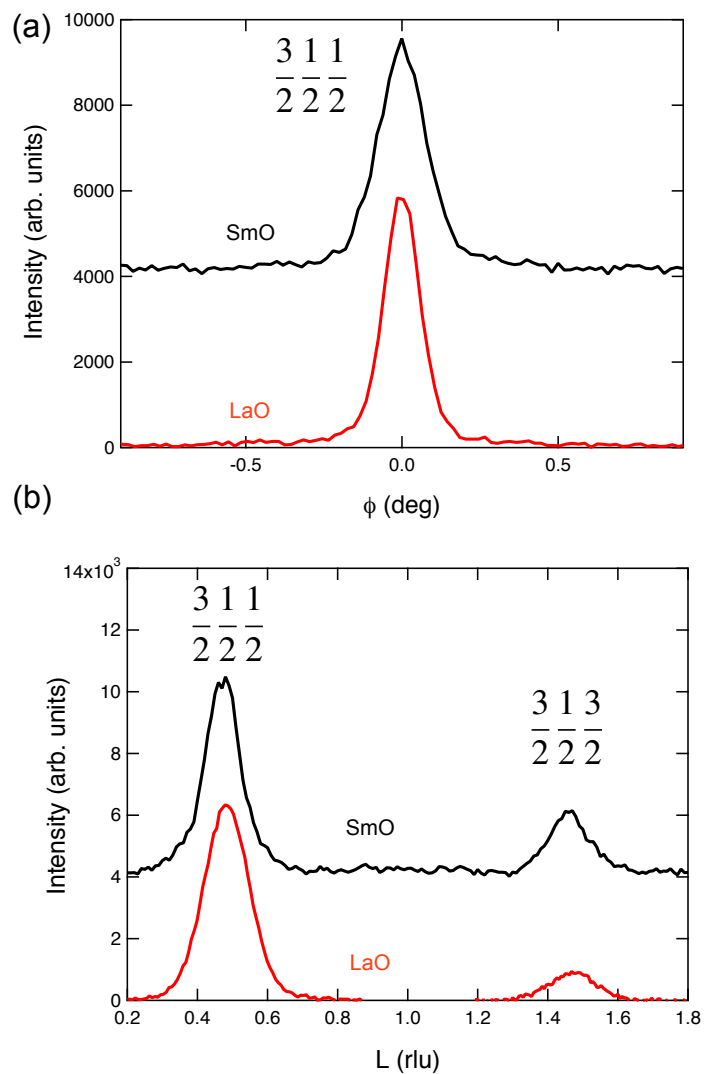 (a)
10000
8000
6000
4000
2000
0
Intensity (arb. units)
3/2 1/2 1/2
SmO
LaO
-0.5 0.0 0.5
ϕ (deg)
(b)
14x10³
12
10
8
6
4
2
0
Intensity (arb. units)
3/2 1/2 1/2
3/2 1/2 3/2
SmO
LaO
0.2 0.4 0.6 0.8 1.0 1.2 1.4 1.6 1.8
L (rlu)